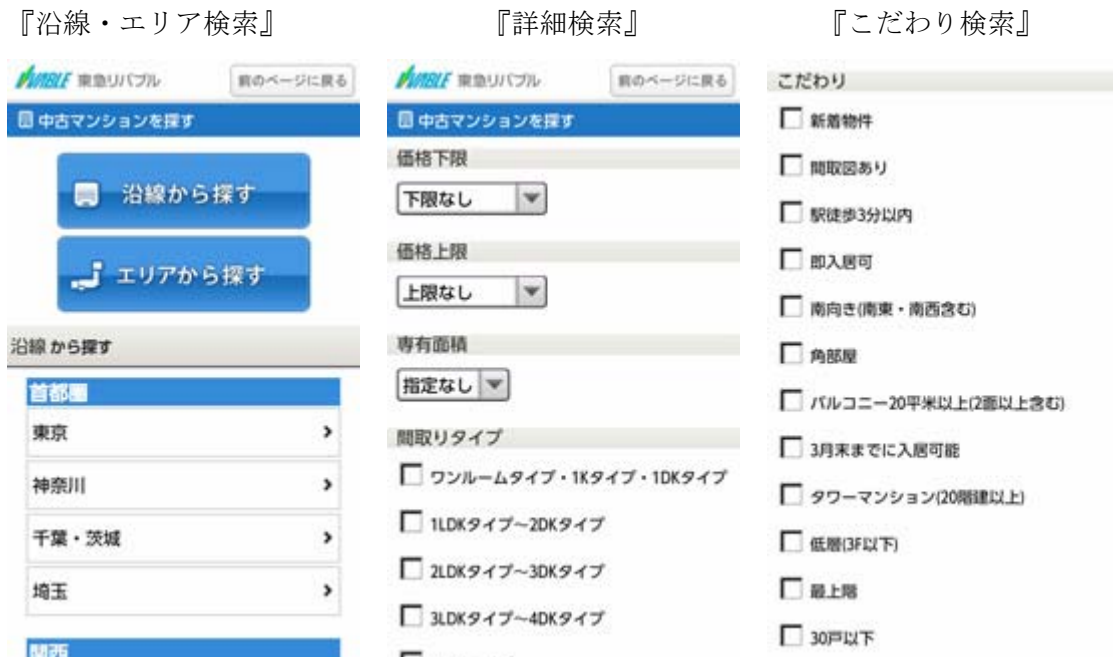 『沿線・エリア検索』
『詳細検索』
『こだわり検索』
LIVABLE 東急リバブル
前のページに戻る
中古マンションを探す
沿線から探す
エリアから探す
沿線 から探す
首都圏
東京
神奈川
千葉・茨城
埼玉
関西
LIVABLE 東急リバブル
前のページに戻る
中古マンションを探す
価格下限
下限なし
価格上限
上限なし
専有面積
指定なし
間取りタイプ
ワンルームタイプ・1Kタイプ・1DKタイプ
1LDKタイプ~2DKタイプ
2LDKタイプ~3DKタイプ
3LDKタイプ~4DKタイプ
こだわり
新着物件
間取図あり
駅徒歩3分以内
即入居可
南向き(南東・南西含む)
角部屋
バルコニー20平米以上(2面以上含む)
3月末までに入居可能
タワーマンション(20階建以上)
低層(3F以下)
最上階
30戸以下